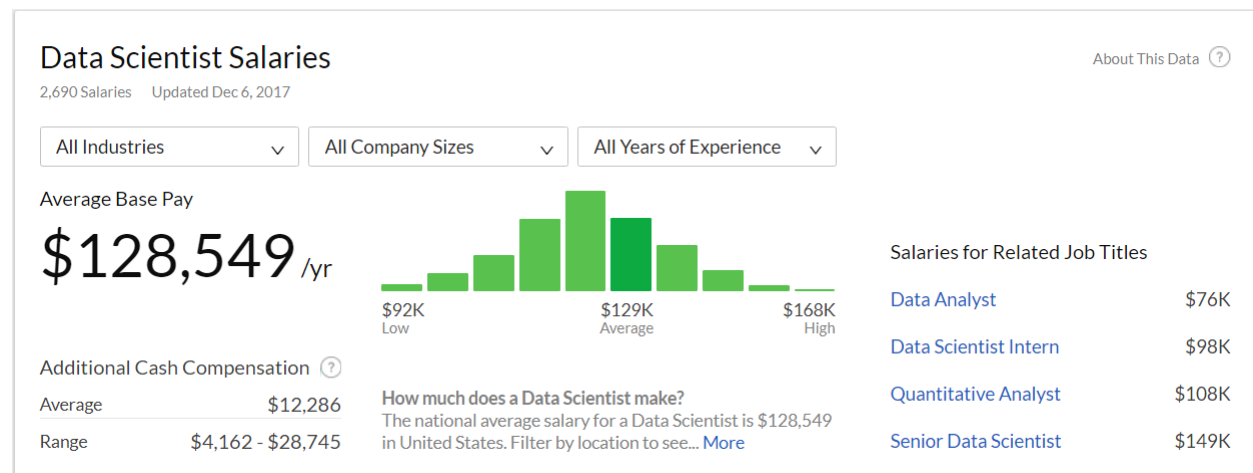 Data Scientist Salaries
About This Data ?
2,690 Salaries Updated Dec 6, 2017
All Industries
All Company Sizes
All Years of Experience
Average Base Pay
$128,549 /yr
$92K
Low
$129K
Average
$168K
High
Additional Cash Compensation ?
Average $12,286
Range $4,162 - $28,745
How much does a Data Scientist make?
The national average salary for a Data Scientist is $128,549
in United States. Filter by location to see... More
Salaries for Related Job Titles
Data Analyst $76K
Data Scientist Intern $98K
Quantitative Analyst $108K
Senior Data Scientist $149K